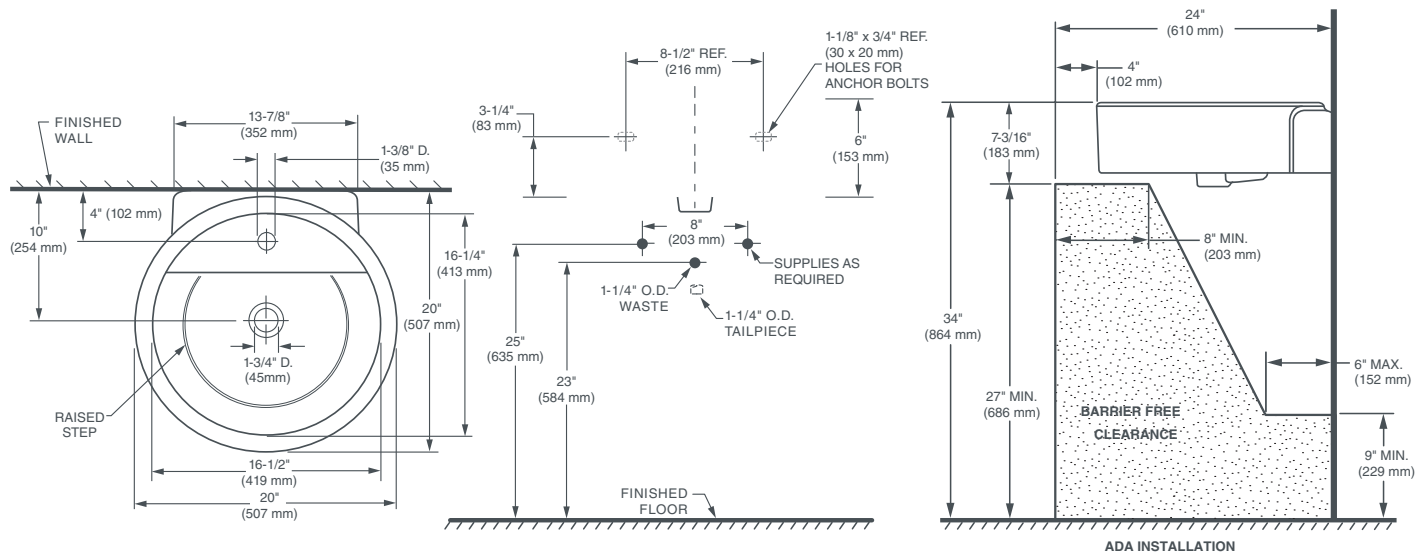 FINISHED
WALL
13-7/8"
(352 mm)
1-3/8" D.
(35 mm)
4" (102 mm)
10"
(254 mm)
16-1/4"
(413 mm)
20"
(507 mm)
1-3/4" D.
(45mm)
RAISED
STEP
16-1/2"
(419 mm)
20"
(507 mm)
8-1/2" REF.
(216 mm)
1-1/8" x 3/4" REF.
(30 x 20 mm)
HOLES FOR
ANCHOR BOLTS
3-1/4"
(83 mm)
6"
(153 mm)
8"
(203 mm)
SUPPLIES AS
REQUIRED
1-1/4" O.D.
WASTE
1-1/4" O.D.
TAILPIECE
25"
(635 mm)
23"
(584 mm)
FINISHED
FLOOR
24"
(610 mm)
4"
(102 mm)
7-3/16"
(183 mm)
8" MIN.
(203 mm)
34"
(864 mm)
27" MIN.
(686 mm)
6" MAX.
(152 mm)
BARRIER FREE
CLEARANCE
9" MIN.
(229 mm)
ADA INSTALLATION